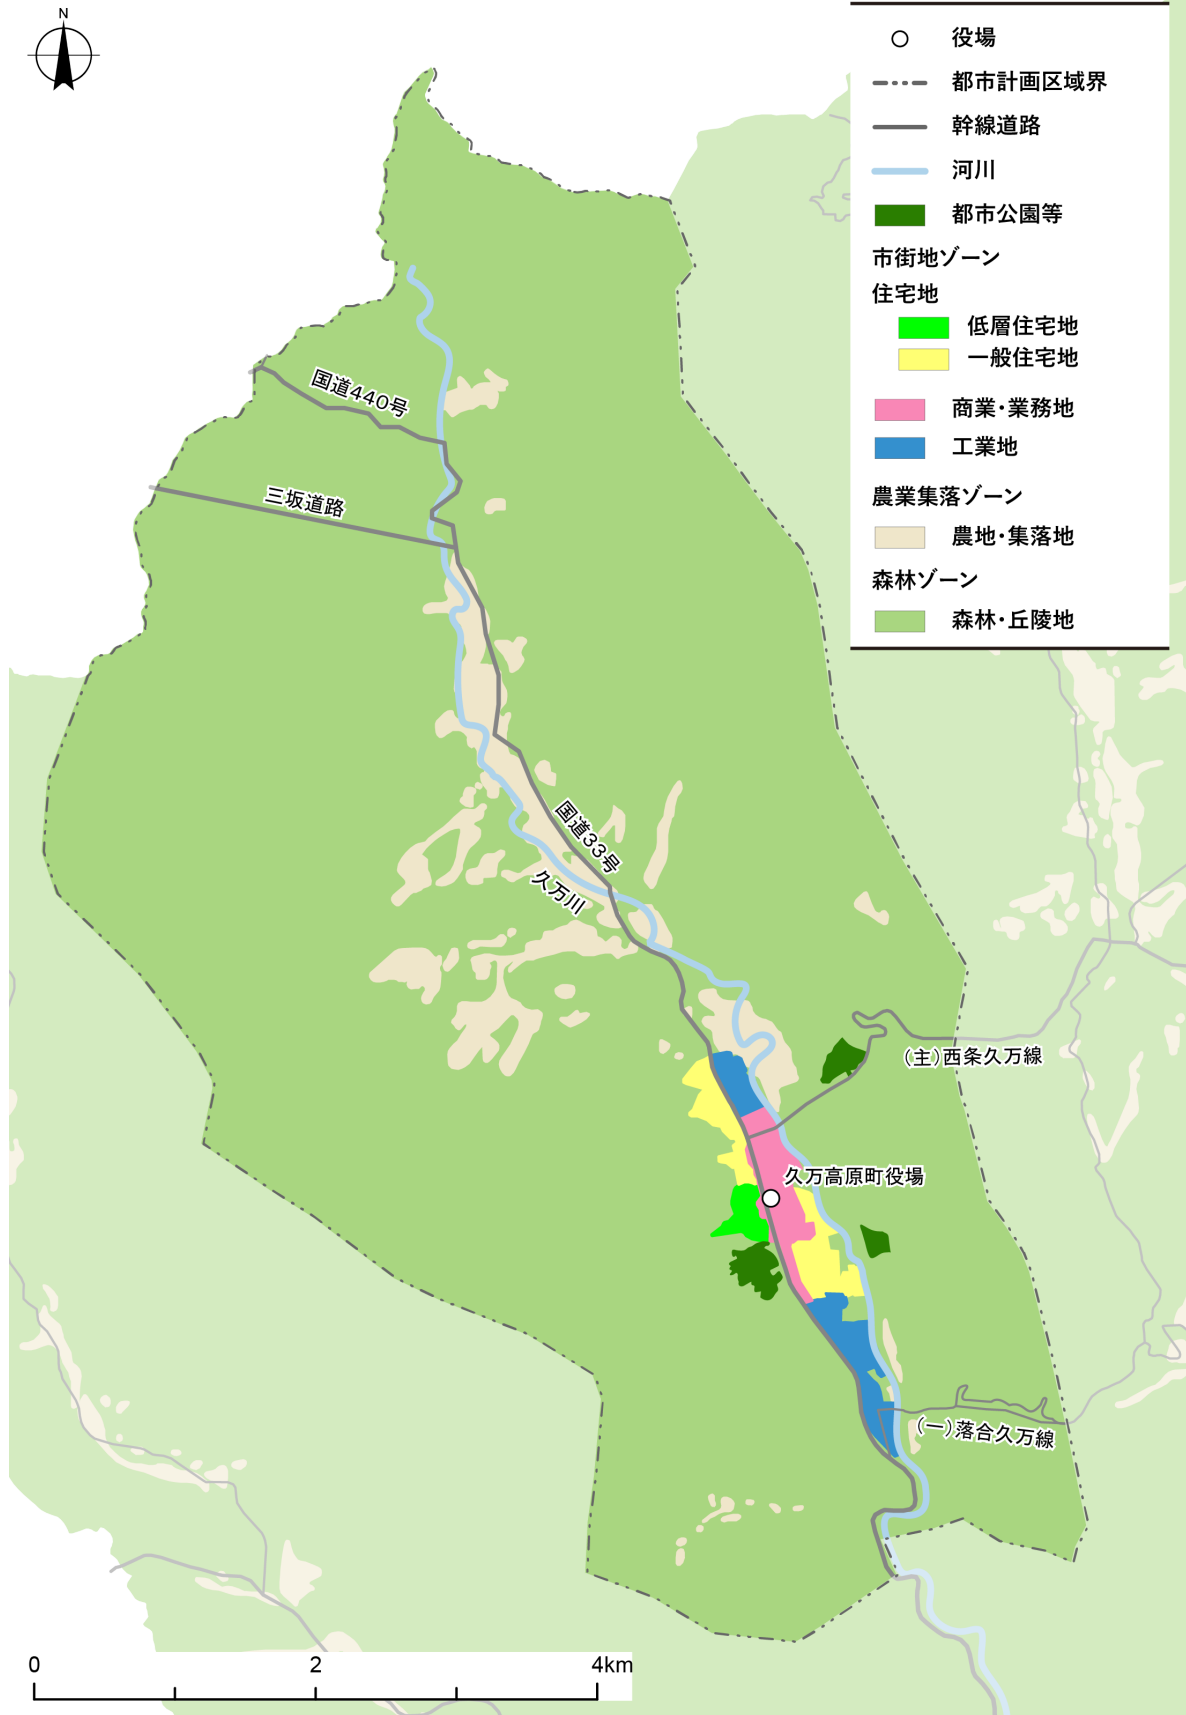 N
役場
都市計画区域界
幹線道路
河川
都市公園等
市街地ゾーン
住宅地
低層住宅地
一般住宅地
商業・業務地
工業地
農業集落ゾーン
農地・集落地
森林ゾーン
森林・丘陵地
国道440号
三坂道路
国道33号
久万川
(主)西条久万線
久万高原町役場
(一)落合久万線
0 2 4km